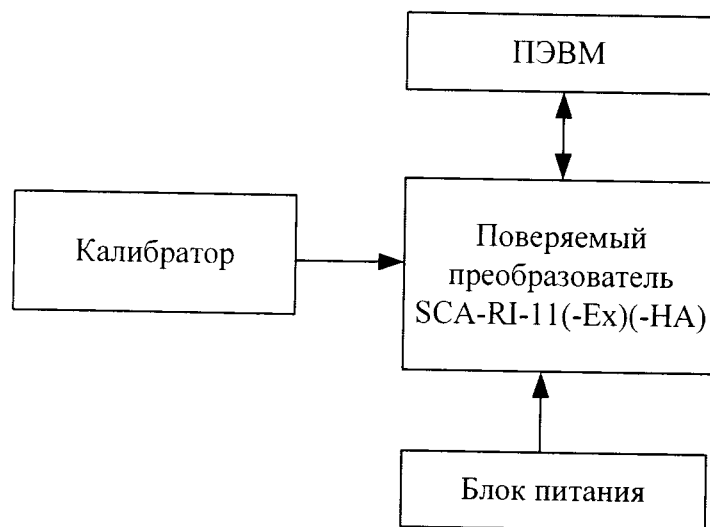 ПЭВМ
Калибратор
Поверяемый
преобразователь
SCA-RI-11(-Ex)(-HA)
Блок питания